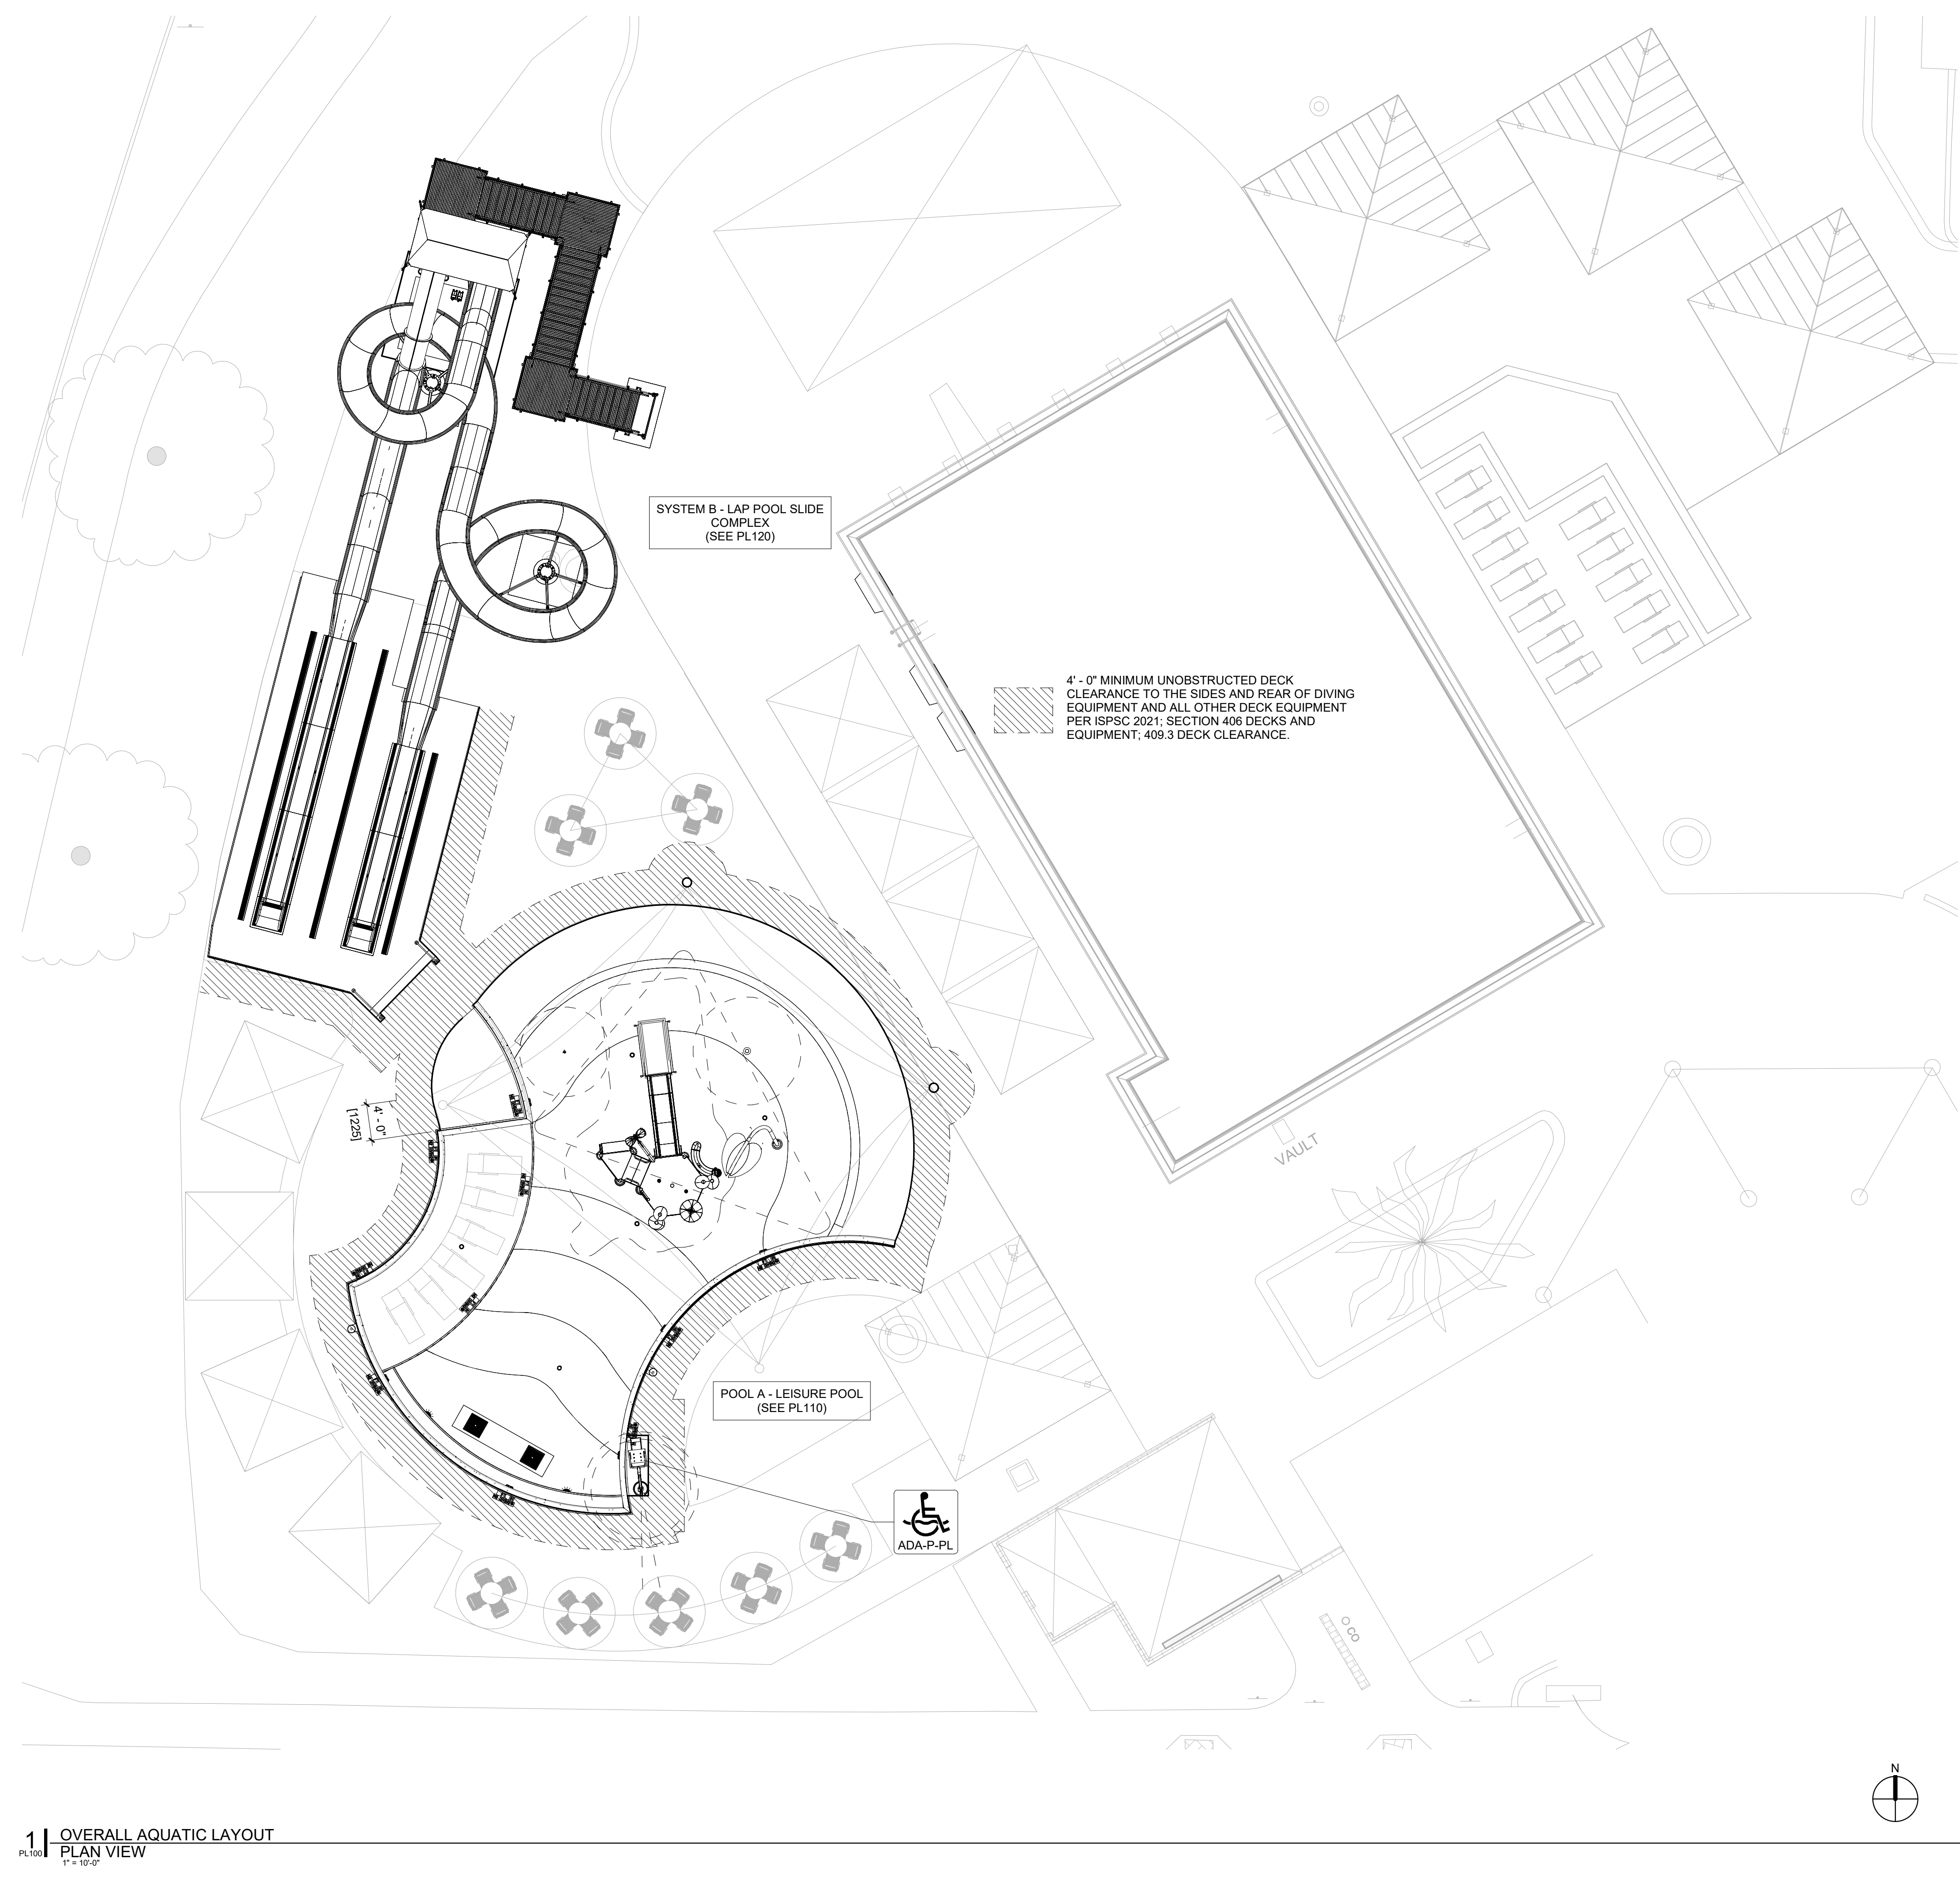 SYSTEM B - LAP POOL SLIDE
COMPLEX
(SEE PL120)
4' - 0" MINIMUM UNOBSTRUCTED DECK
CLEARANCE TO THE SIDES AND REAR OF DIVING
EQUIPMENT AND ALL OTHER DECK EQUIPMENT
PER ISPSC 2021; SECTION 406 DECKS AND
EQUIPMENT; 409.3 DECK CLEARANCE.
4' - 0"
[1225]
VAULT
POOL A - LEISURE POOL
(SEE PL110)
ADA-P-PL
CO
N
1
PL100
OVERALL AQUATIC LAYOUT
PLAN VIEW
1" = 10'-0"